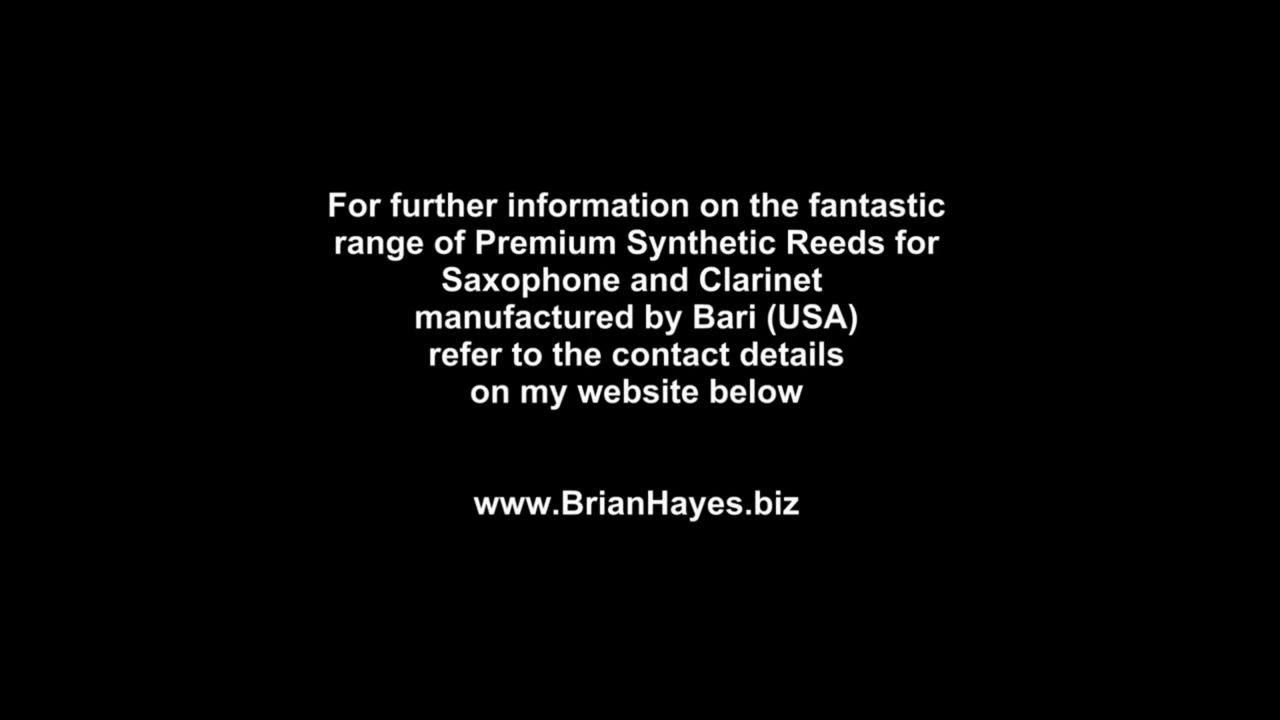 For further information on the fantastic
range of Premium Synthetic Reeds for
Saxophone and Clarinet
manufactured by Bari (USA)
refer to the contact details
on my website below
www.BrianHayes.biz